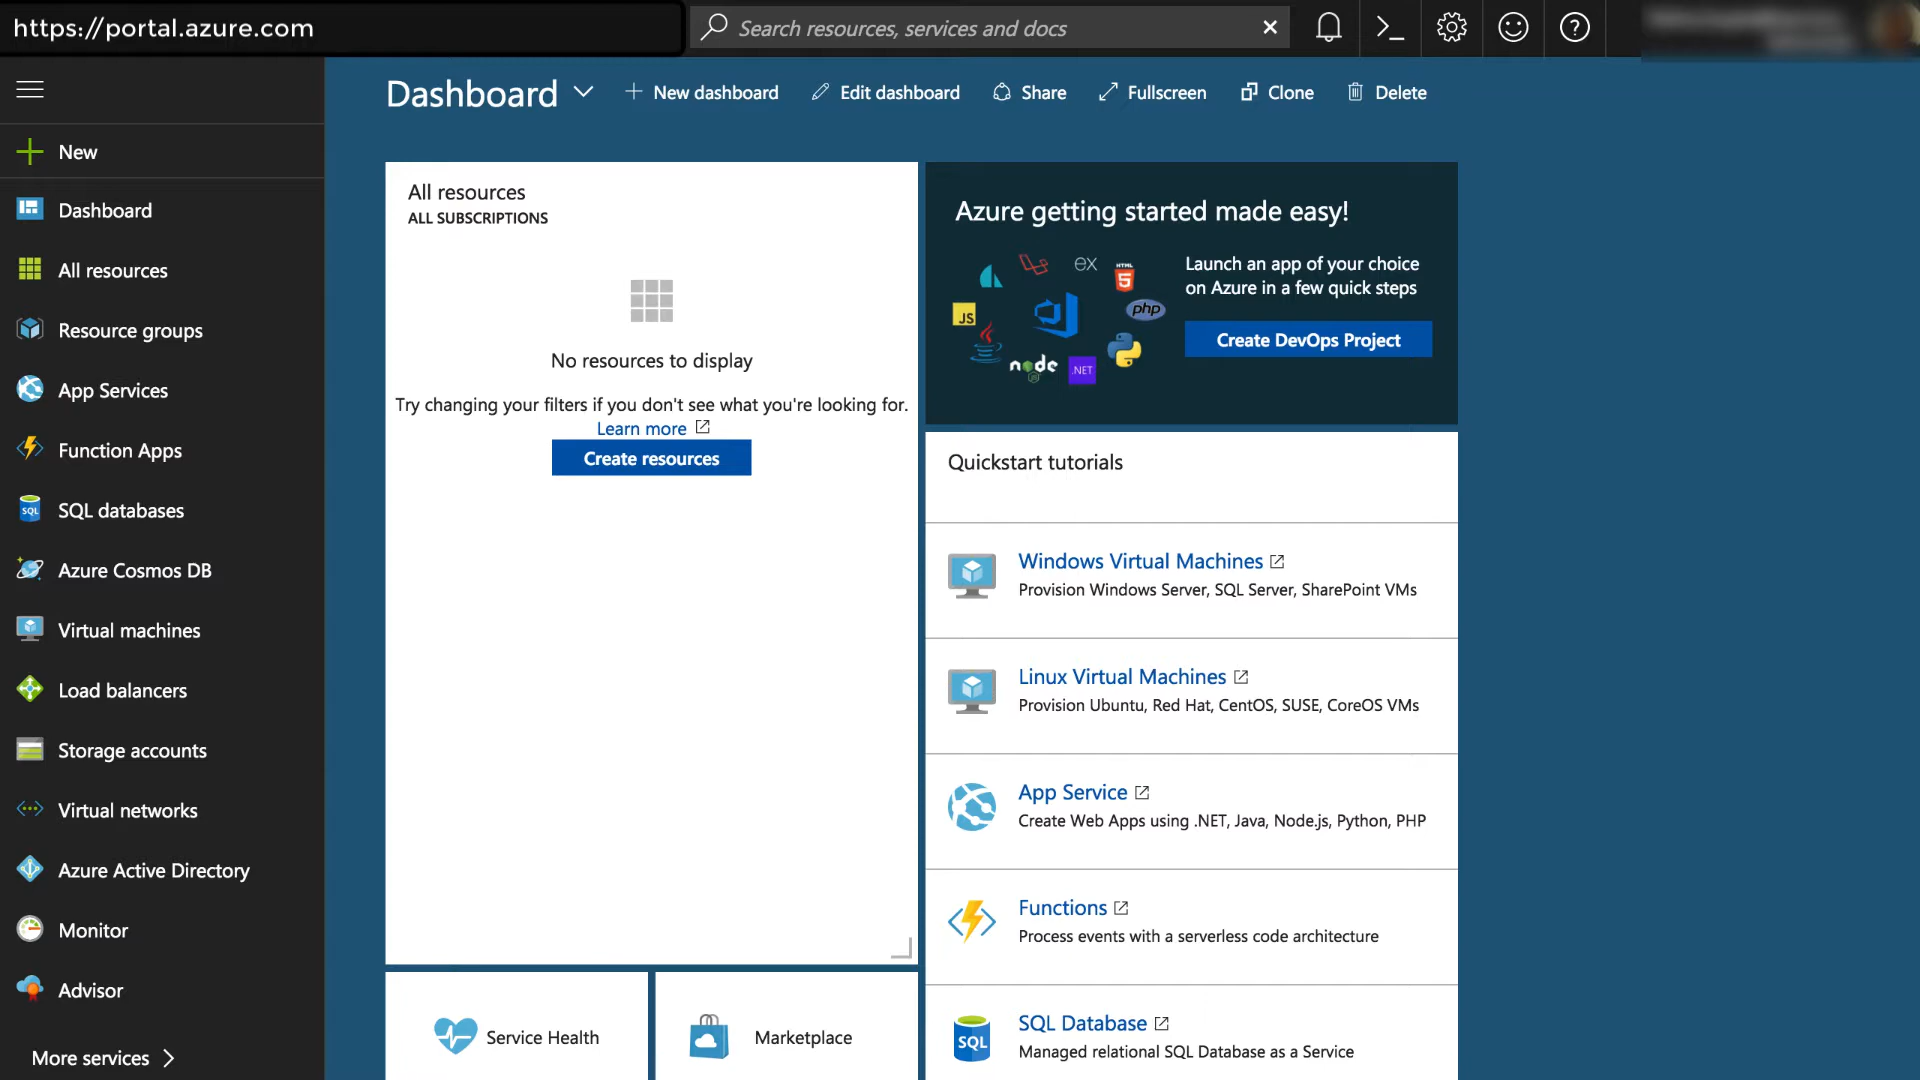 https://portal.azure.com
Search resources, services and docs
New
Dashboard
All resources
Resource groups
App Services
Function Apps
SQL databases
Azure Cosmos DB
Virtual machines
Load balancers
Storage accounts
Virtual networks
Azure Active Directory
Monitor
Advisor
More services
Dashboard
New dashboard
Edit dashboard
Share
Fullscreen
Clone
Delete
All resources
ALL SUBSCRIPTIONS
No resources to display
Try changing your filters if you don't see what you're looking for.
Learn more
Create resources
Service Health
Marketplace
Azure getting started made easy!
ex
HTML
5
JS
php
node
.NET
Launch an app of your choice
on Azure in a few quick steps
Create DevOps Project
Quickstart tutorials
Windows Virtual Machines
Provision Windows Server, SQL Server, SharePoint VMs
Linux Virtual Machines
Provision Ubuntu, Red Hat, CentOS, SUSE, CoreOS VMs
App Service
Create Web Apps using .NET, Java, Node.js, Python, PHP
Functions
Process events with a serverless code architecture
SQL
SQL Database
Managed relational SQL Database as a Service